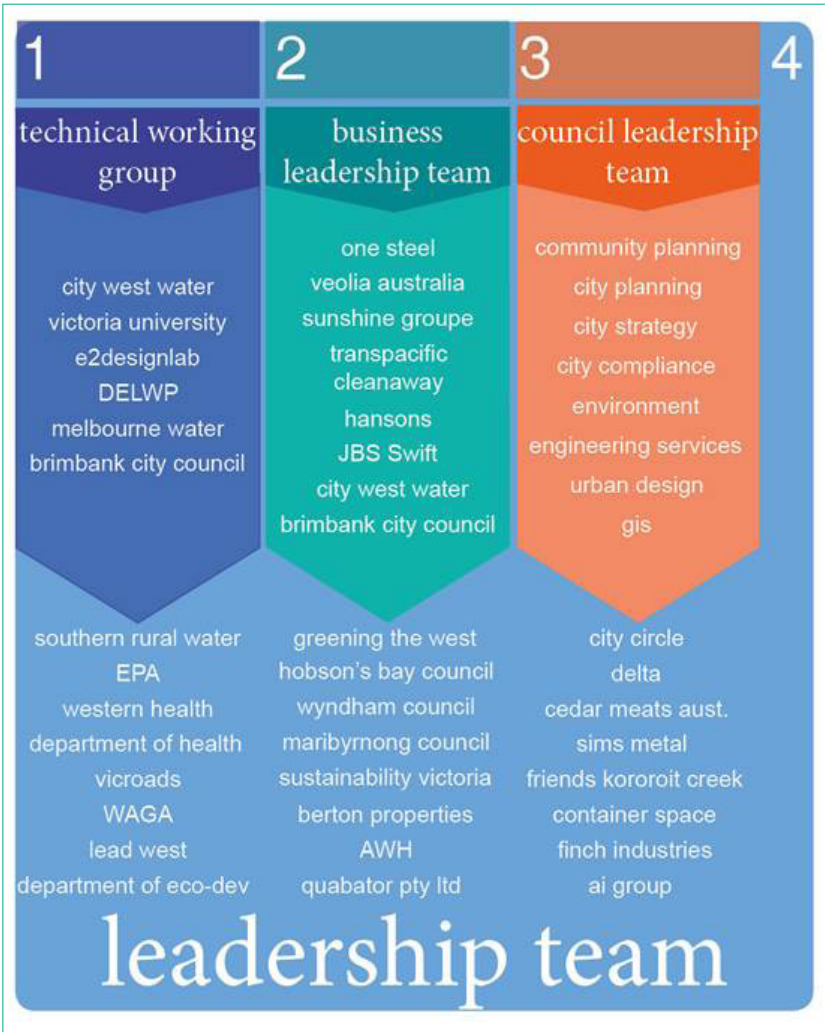 1
technical working
group
city west water
victoria university
e2designlab
DELWP
melbourne water
brimbank city council
2
business
leadership team
one steel
veolia australia
sunshine groupe
transpacific
cleanaway
hansons
JBS Swift
city west water
brimbank city council
3
council leadership
team
community planning
city planning
city strategy
city compliance
environment
engineering services
urban design
gis
4
southern rural water
EPA
western health
department of health
vicroads
WAGA
lead west
department of eco-dev
greening the west
hobson's bay council
wyndham council
maribyrnong council
sustainability victoria
berton properties
AWH
quabator pty ltd
city circle
delta
cedar meats aust.
sims metal
friends kororoit creek
container space
finch industries
ai group
leadership team